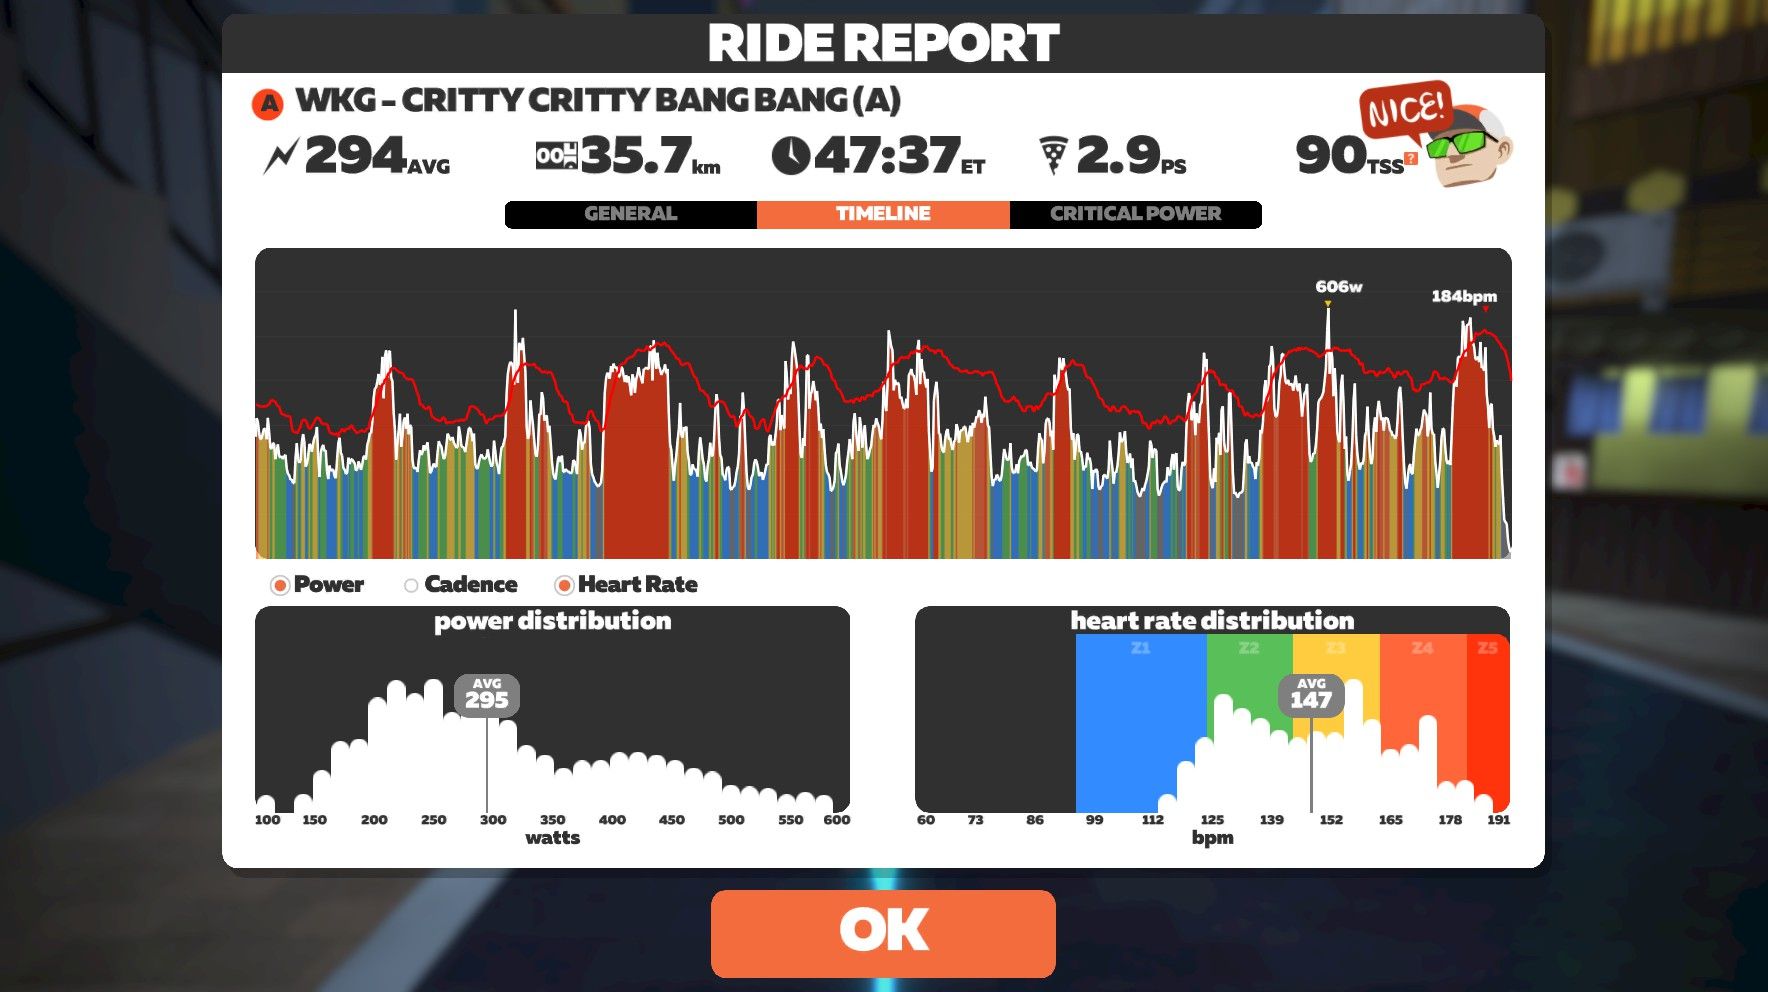 RIDE REPORT
A WKG - CRITTY CRITTY BANG BANG (A)
NICE!
294AVG 35.7km 47:37ET 2.9PS 90TSS?
GENERAL TIMELINE CRITICAL POWER
606w
184bpm
Power Cadence Heart Rate
power distribution
AVG
295
100 150 200 250 300 350 400 450 500 550 600
watts
heart rate distribution
Z1 Z2 Z3 Z4 Z5
AVG
147
60 73 86 99 112 125 139 152 165 178 191
bpm
OK